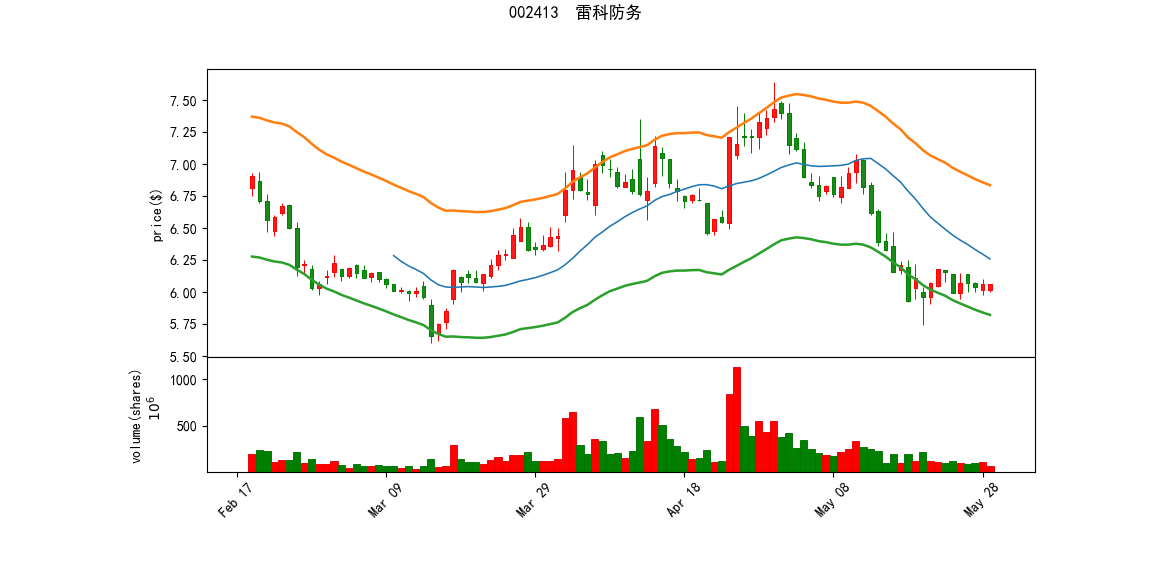 002413 雷科防务
price($)
7.50
7.25
7.00
6.75
6.50
6.25
6.00
5.75
5.50
volume(shares)
10⁶
1000
500
Feb 17
Mar 09
Mar 29
Apr 18
May 08
May 28